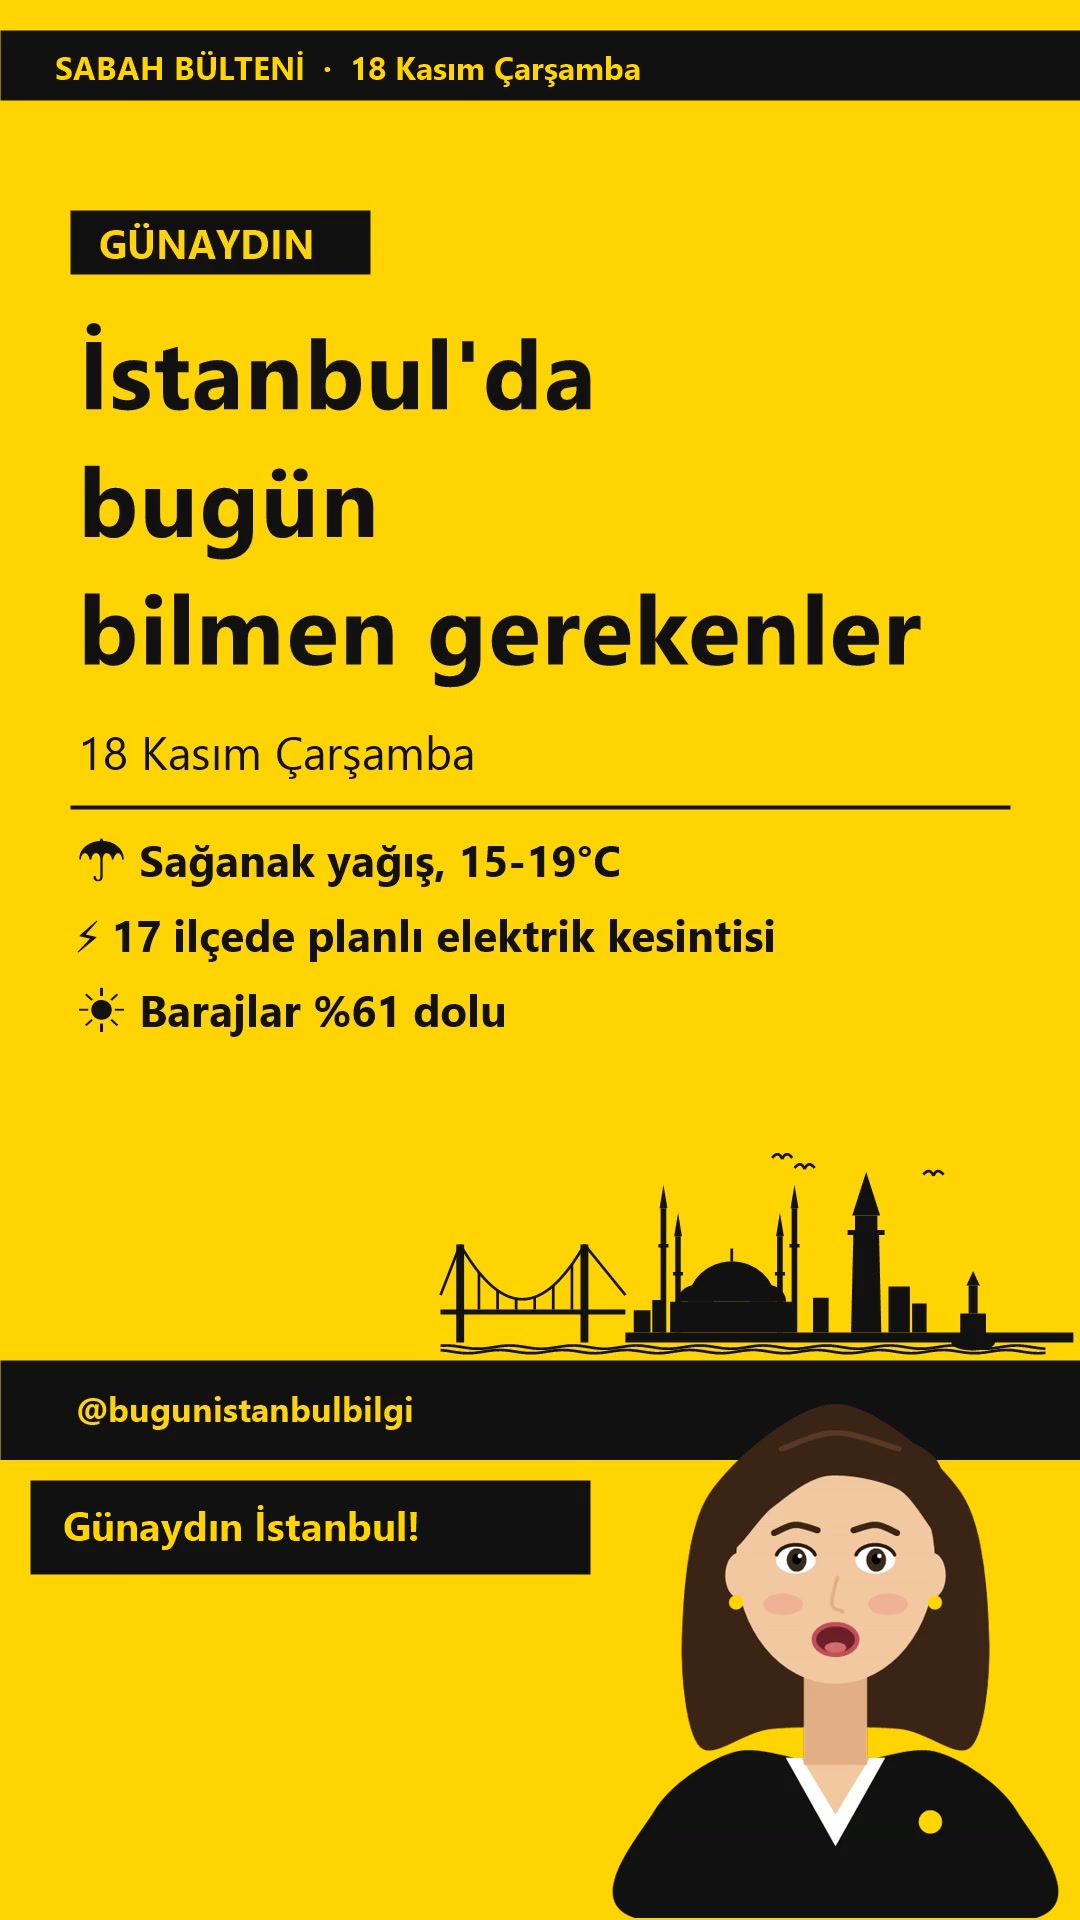 SABAH BÜLTENİ · 18 Kasım Çarşamba
GÜNAYDIN
İstanbul'da
bugün
bilmen gerekenler
18 Kasım Çarşamba
☂ Sağanak yağış, 15-19°C
⚡ 17 ilçede planlı elektrik kesintisi
☀ Barajlar %61 dolu
@bugunistanbulbilgi
Günaydın İstanbul!